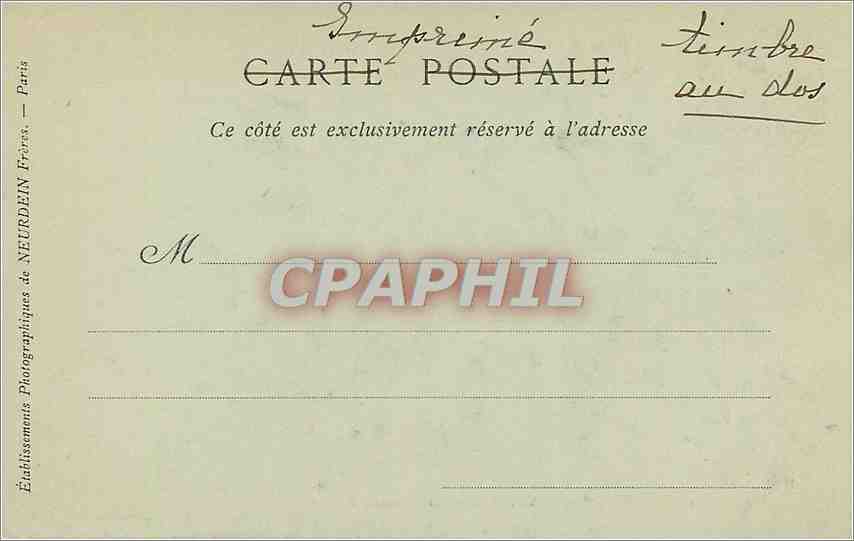 Imprimé
timbre
au dos
CARTE POSTALE
Ce côté est exclusivement réservé à l'adresse
M
CPAPHIL
Établissements Photographiques de NEURDEIN Frères. — Paris